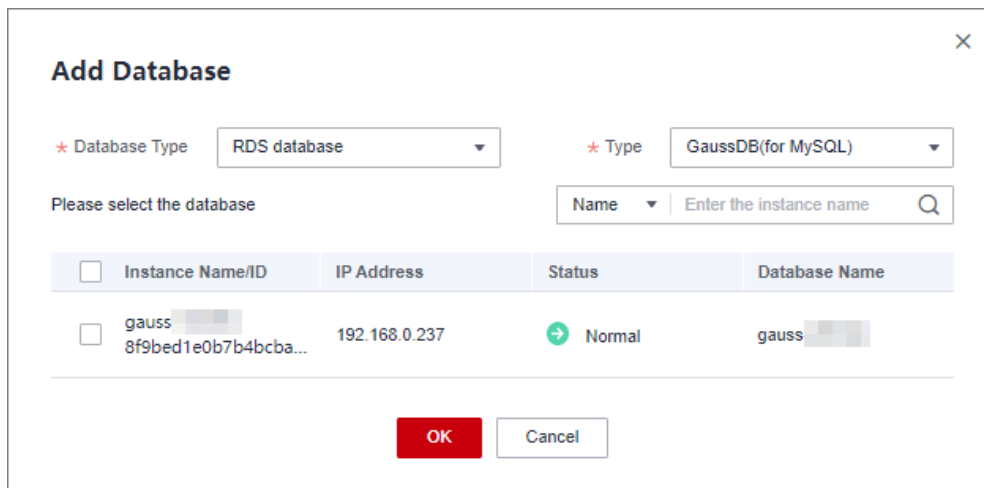 Add Database
* Database Type RDS database * Type GaussDB(for MySQL)
Please select the database Name Enter the instance name
Instance Name/ID IP Address Status Database Name
gauss
8f9bed1e0b7b4bcba... 192.168.0.237 Normal gauss
OK Cancel